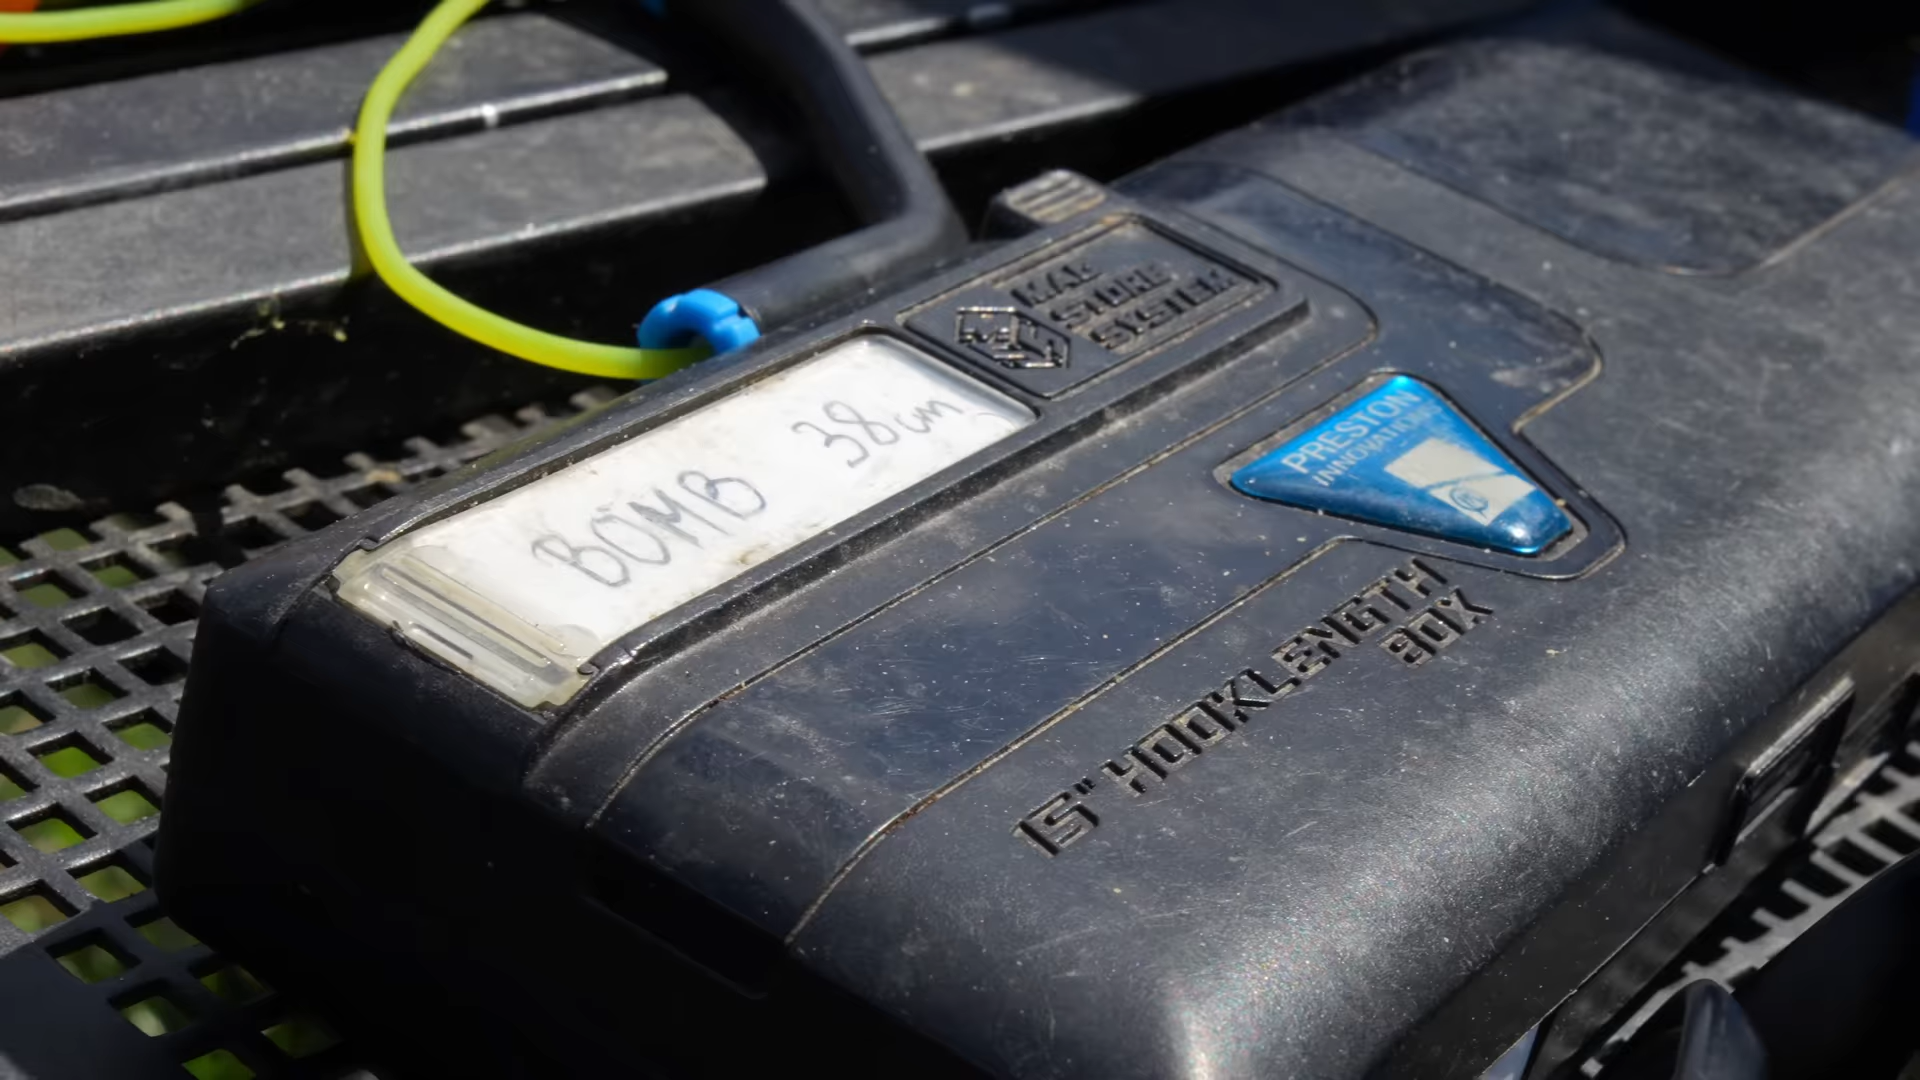 MAG
STORE
SYSTEM
BOMB 38cm
PRESTON
INNOVATIONS
15" HOOKLENGTH
BOX